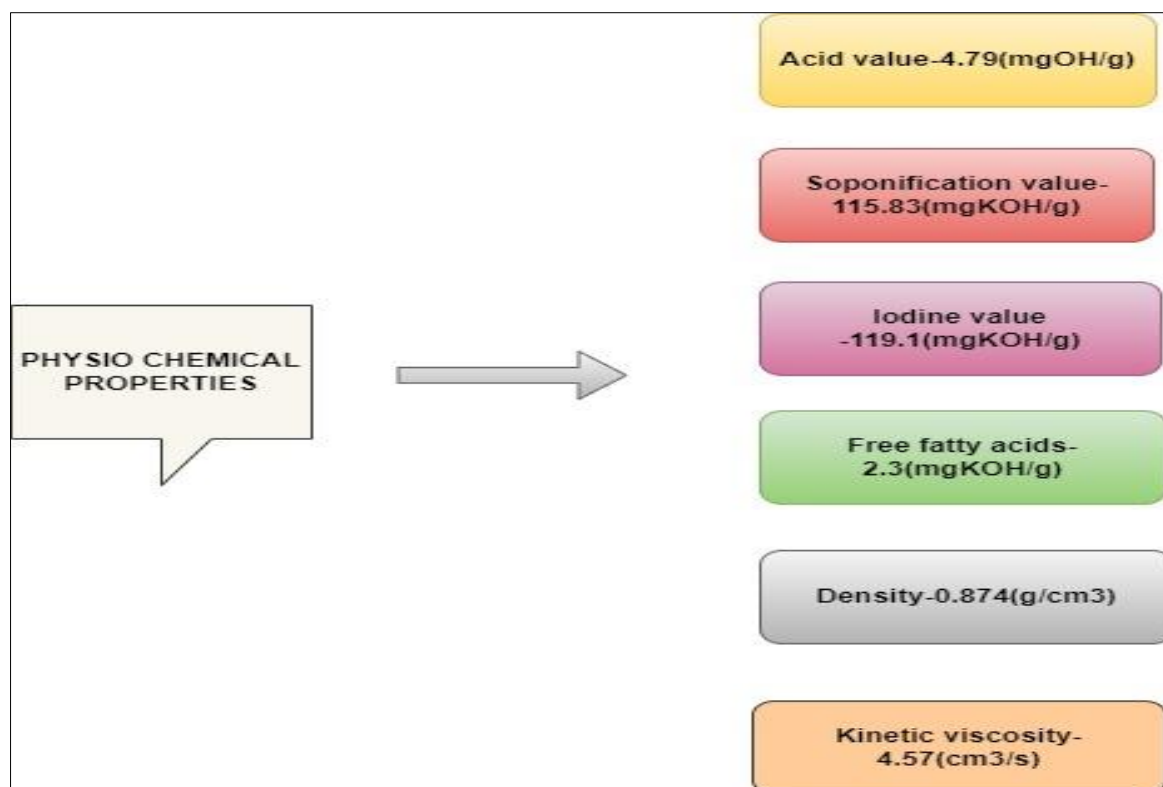 PHYSIO CHEMICAL
PROPERTIES
Acid value-4.79(mgOH/g)
Soponification value-
115.83(mgKOH/g)
Iodine value
-119.1(mgKOH/g)
Free fatty acids-
2.3(mgKOH/g)
Density-0.874(g/cm3)
Kinetic viscosity-
4.57(cm3/s)